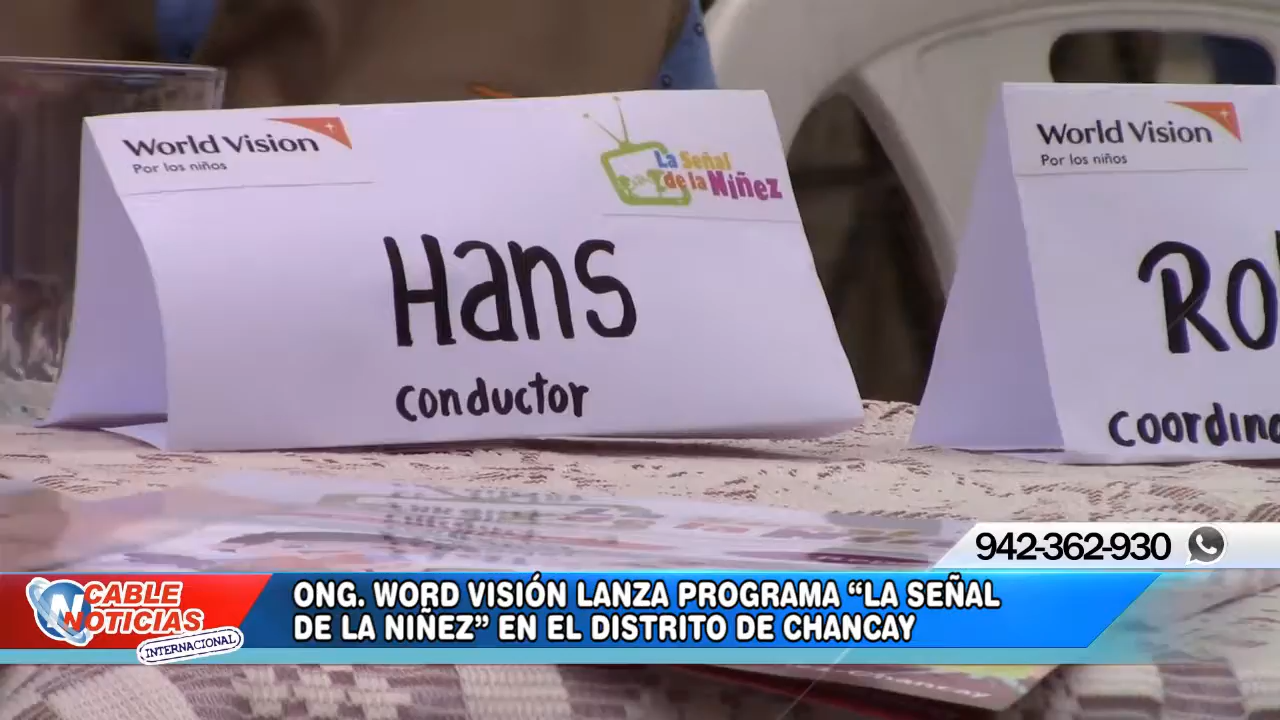 World Vision
Por los niños
La Señal
de la Niñez
Hans
conductor
World Vision
Por los niños
Ro
coordin
942-362-930
CABLE
NOTICIAS
INTERNACIONAL
ONG. WORD VISIÓN LANZA PROGRAMA “LA SEÑAL
DE LA NIÑEZ” EN EL DISTRITO DE CHANCAY
Chancay